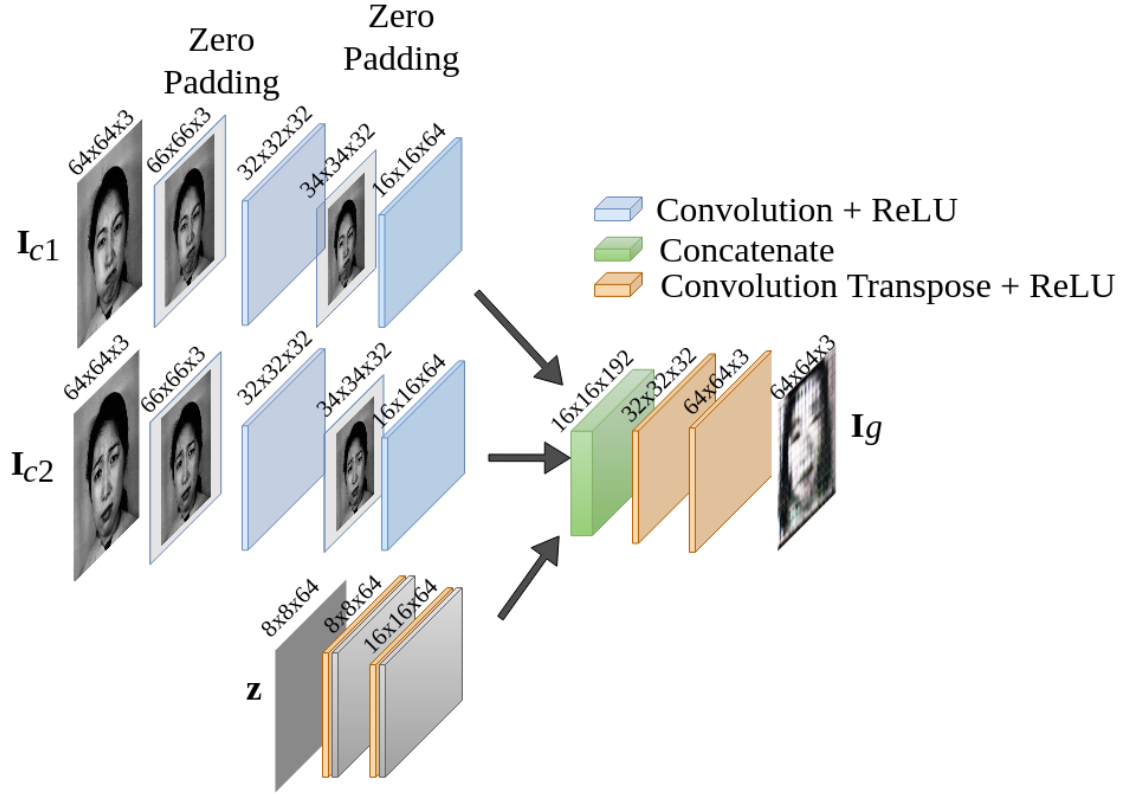 Zero
Padding
Zero
Padding
64x64x3
66x66x3
32x32x32
34x34x32
16x16x64
Ic1
Convolution + ReLU
Concatenate
Convolution Transpose + ReLU
64x64x3
66x66x3
32x32x32
34x34x32
16x16x64
Ic2
16x16x192
32x32x32
64x64x3
64x64x3
Ig
8x8x64
8x8x64
16x16x64
z